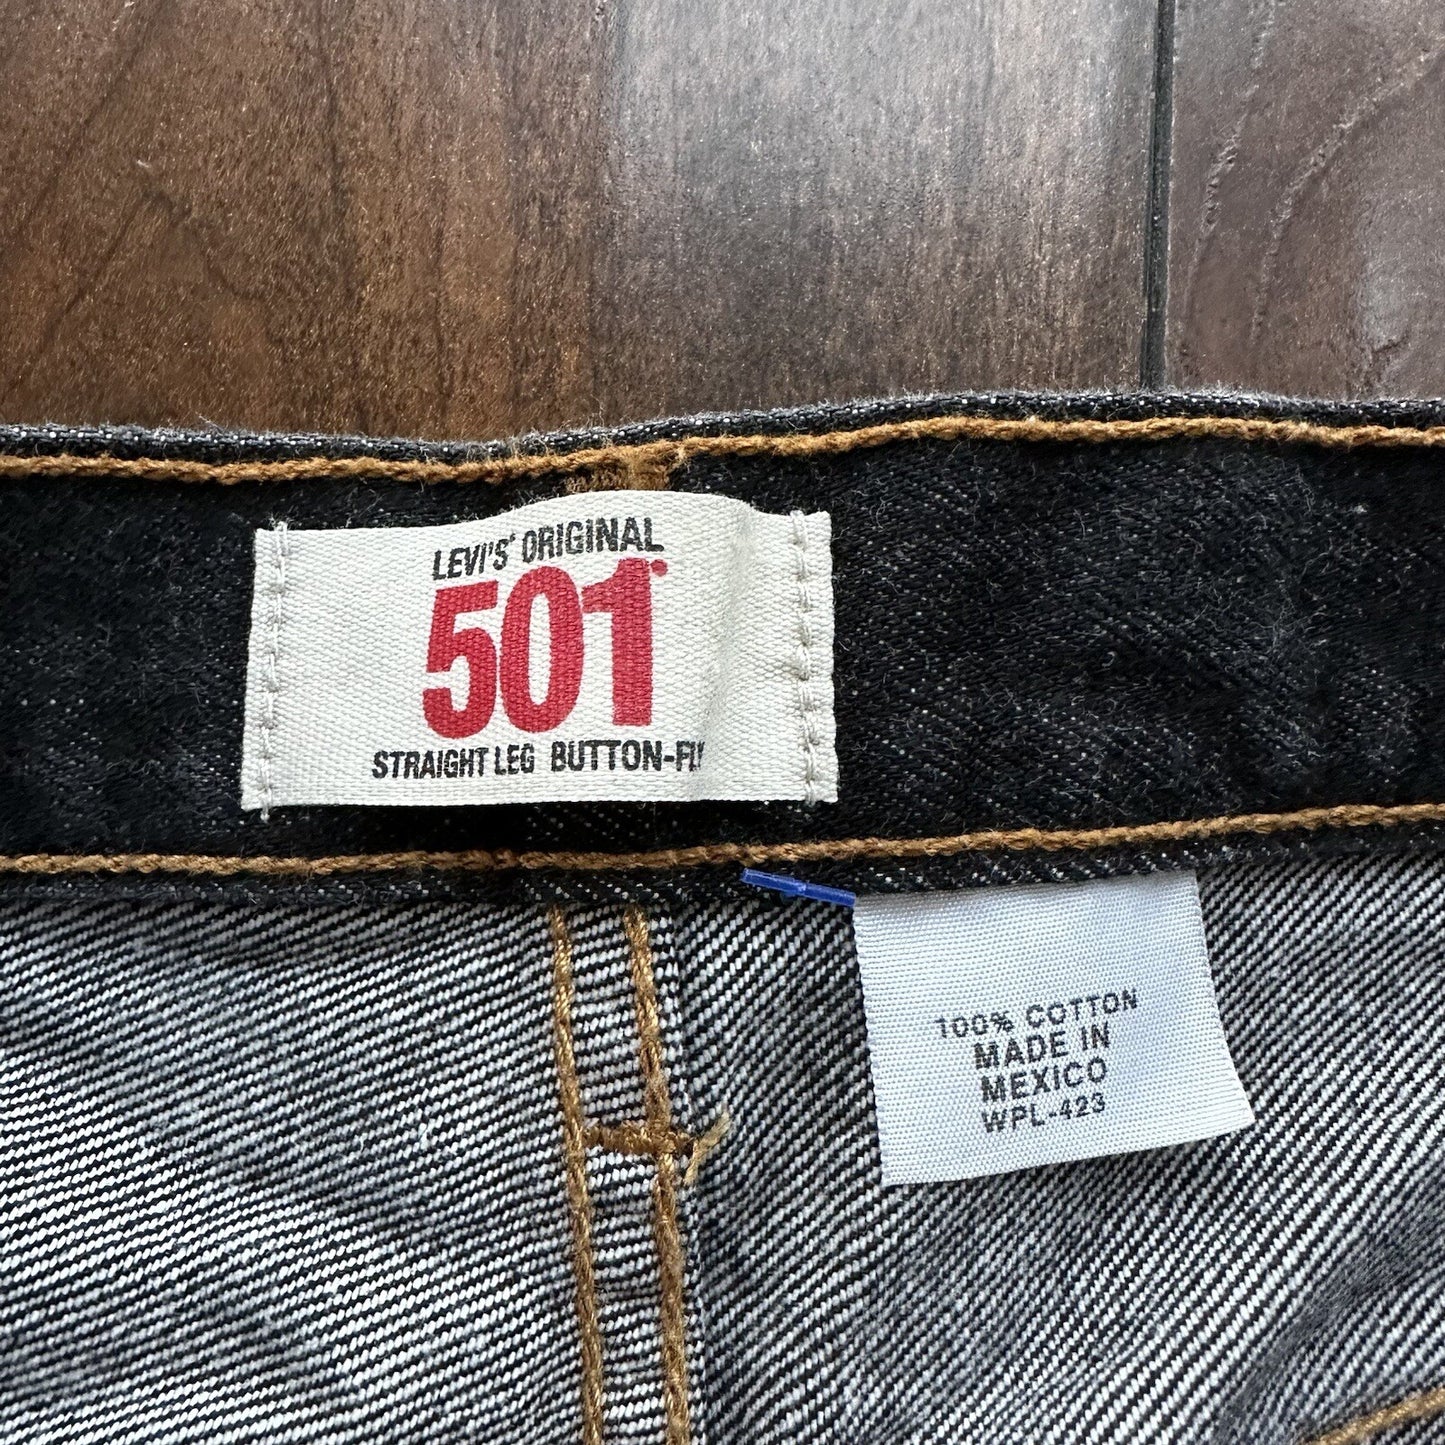 LEVI'S® ORIGINAL
501®
STRAIGHT LEG BUTTON-FLY
100% COTTON
MADE IN
MEXICO
WPL-423